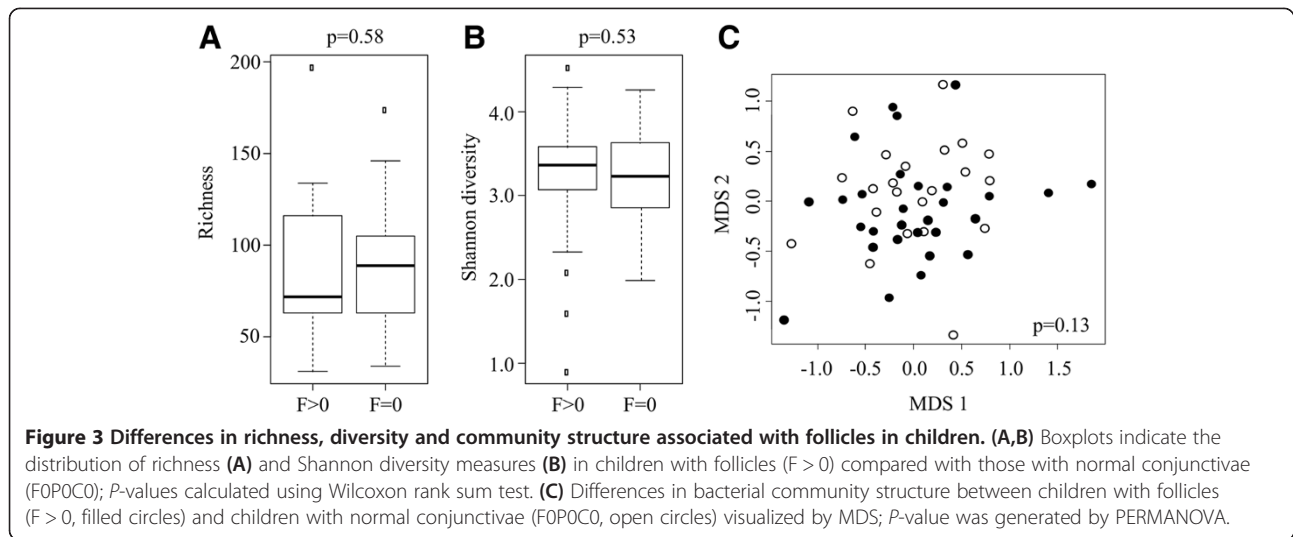 A
p=0.58
Richness
200
150
100
50
F>0 F=0
B
p=0.53
Shannon diversity
4.0
3.0
2.0
1.0
F>0 F=0
C
MDS 2
1.0
0.5
0.0
-0.5
-1.0
p=0.13
-1.0 -0.5 0.0 0.5 1.0 1.5
MDS 1
Figure 3 Differences in richness, diversity and community structure associated with follicles in children. (A,B) Boxplots indicate the
distribution of richness (A) and Shannon diversity measures (B) in children with follicles (F > 0) compared with those with normal conjunctivae
(F0P0C0); P-values calculated using Wilcoxon rank sum test. (C) Differences in bacterial community structure between children with follicles
(F > 0, filled circles) and children with normal conjunctivae (F0P0C0, open circles) visualized by MDS; P-value was generated by PERMANOVA.